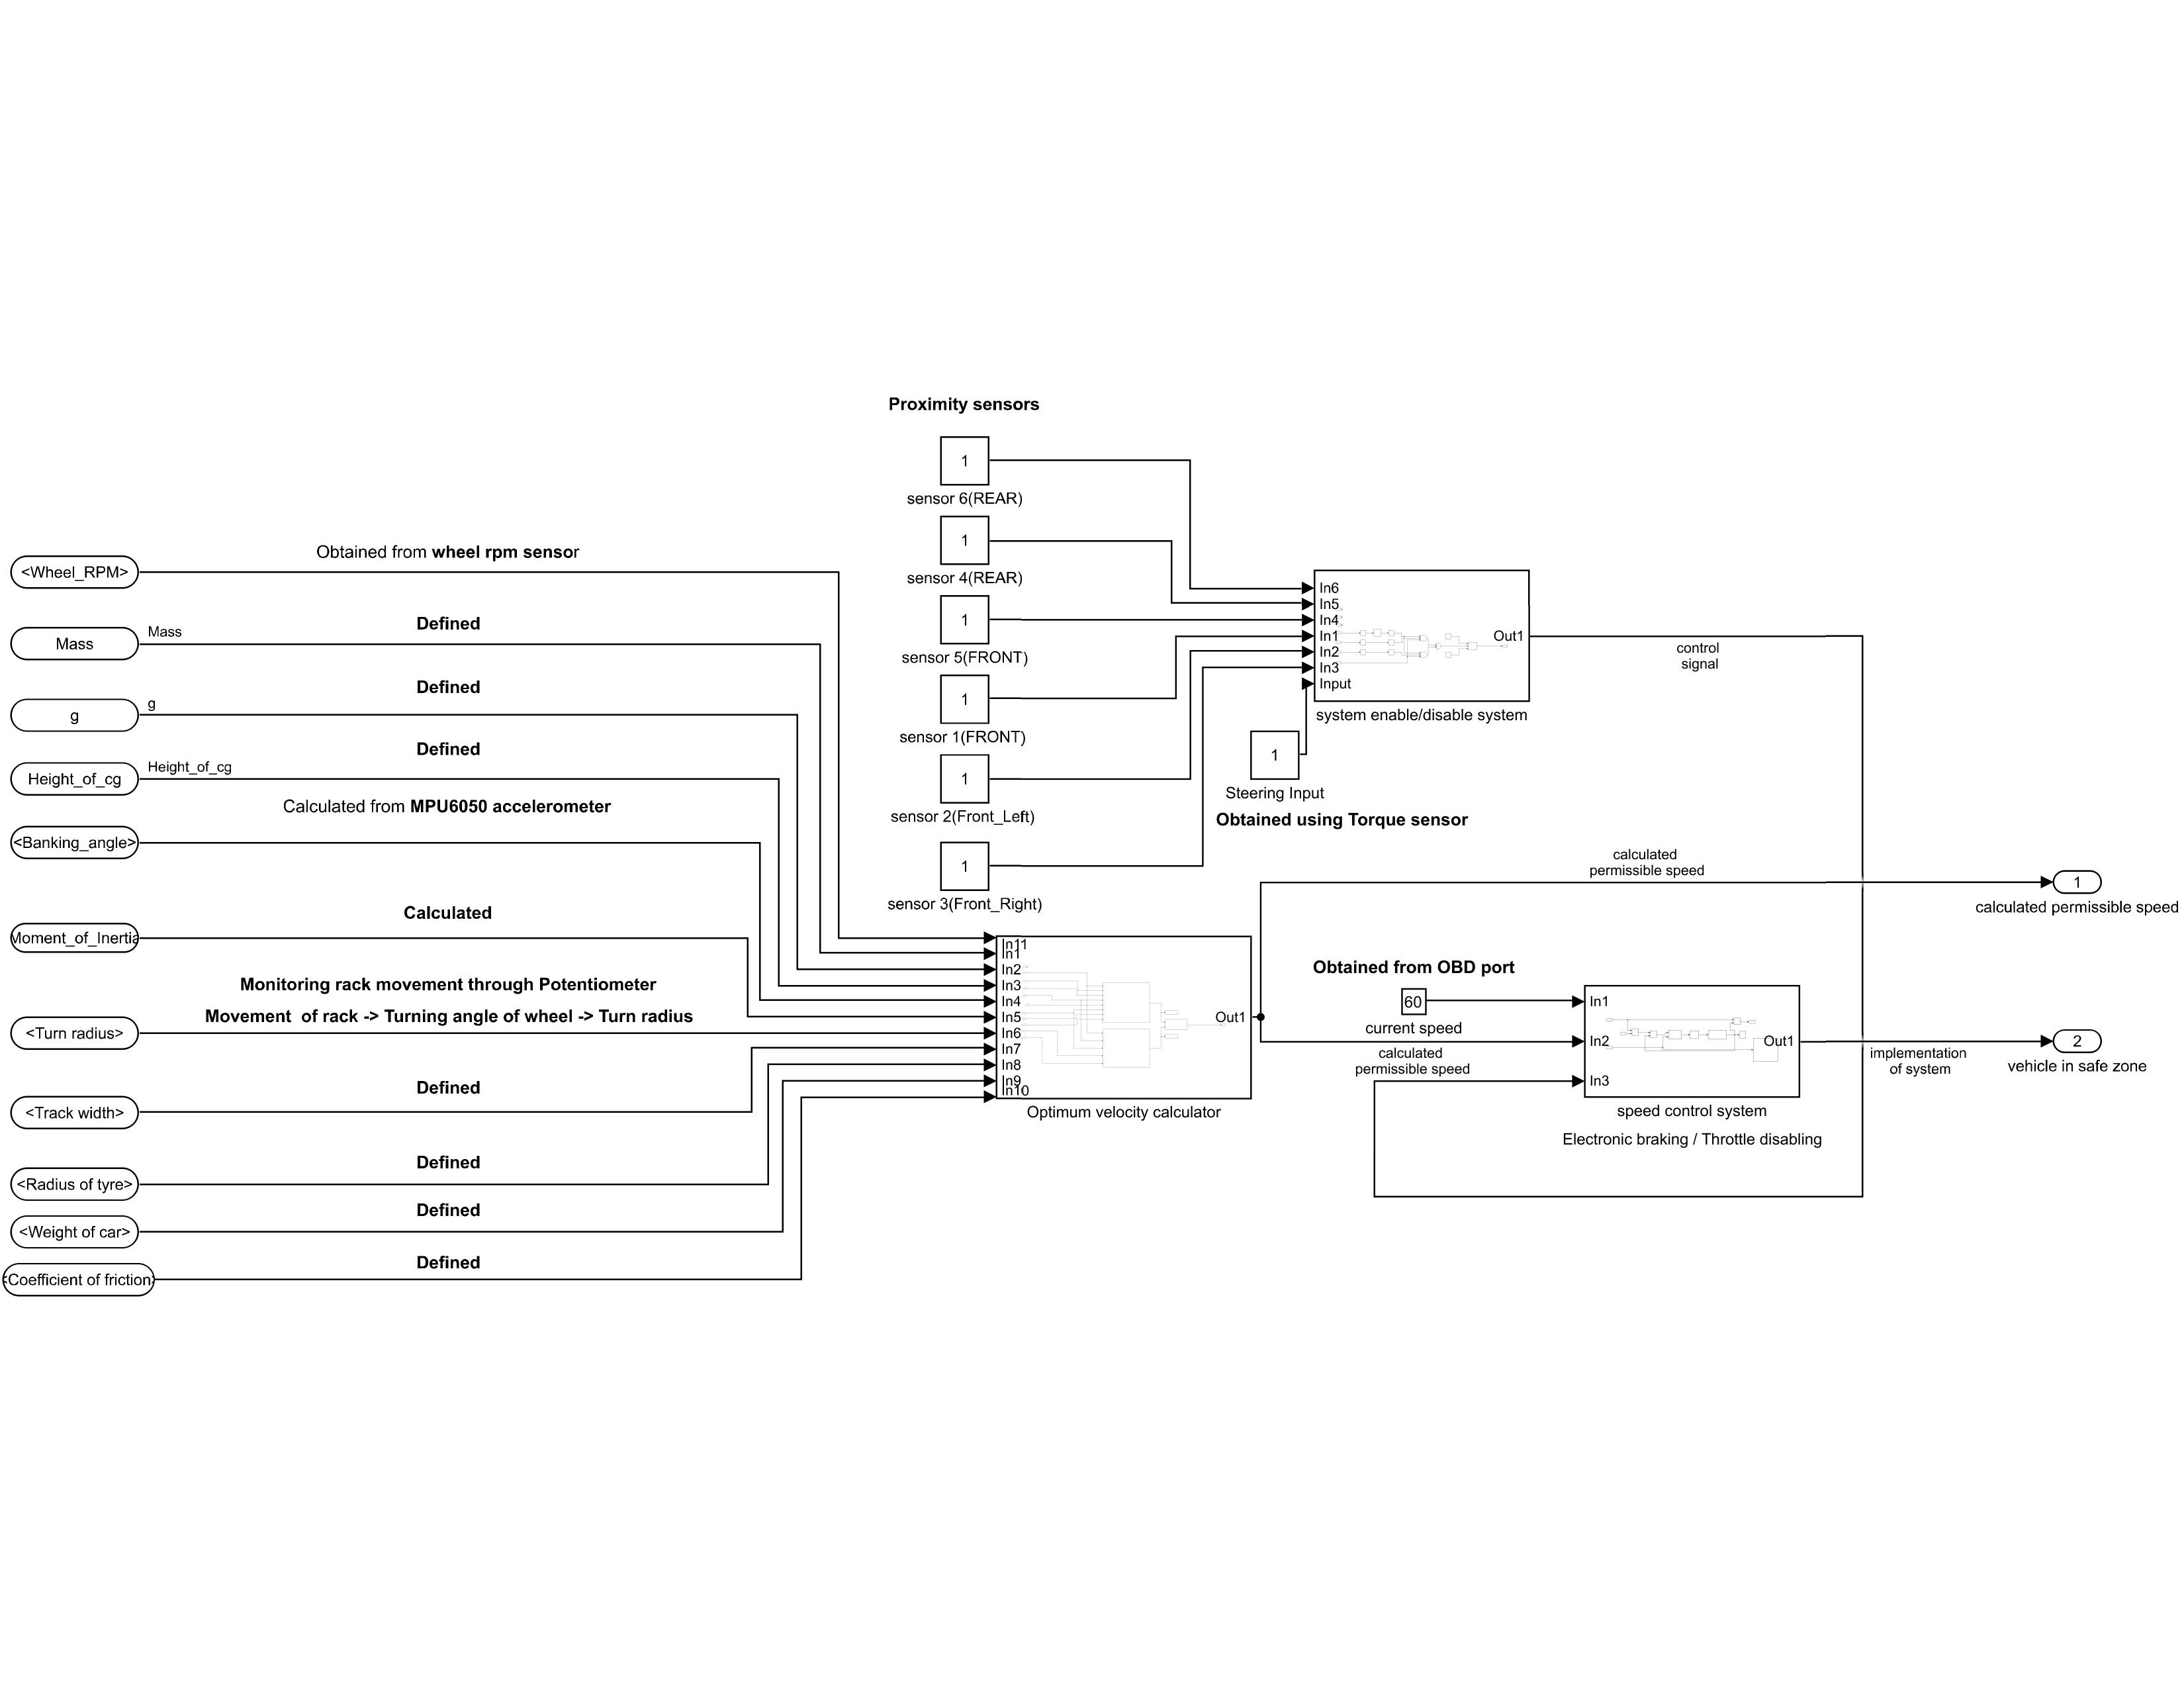 Proximity sensors
1
sensor 6(REAR)
1
sensor 4(REAR)
1
sensor 5(FRONT)
1
sensor 1(FRONT)
1
sensor 2(Front_Left)
1
sensor 3(Front_Right)
<Wheel_RPM>
Obtained from wheel rpm sensor
Mass
Mass
Defined
g
g
Defined
Height_of_cg
Height_of_cg
Defined
<Banking_angle>
Calculated from MPU6050 accelerometer
Moment_of_Inertia
Calculated
<Turn radius>
Monitoring rack movement through Potentiometer
Movement of rack -> Turning angle of wheel -> Turn radius
<Track width>
Defined
<Radius of tyre>
Defined
<Weight of car>
Defined
Coefficient of friction
Defined
In6
In5
In4
In1
In2
In3
Input
Out1
system enable/disable system
control
signal
1
Steering Input
Obtained using Torque sensor
In11
In1
In2
In3
In4
In5
In6
In7
In8
In9
In10
Out1
Optimum velocity calculator
calculated
permissible speed
1
calculated permissible speed
Obtained from OBD port
60
current speed
calculated
permissible speed
In1
In2
In3
Out1
speed control system
Electronic braking / Throttle disabling
implementation
of system
2
vehicle in safe zone